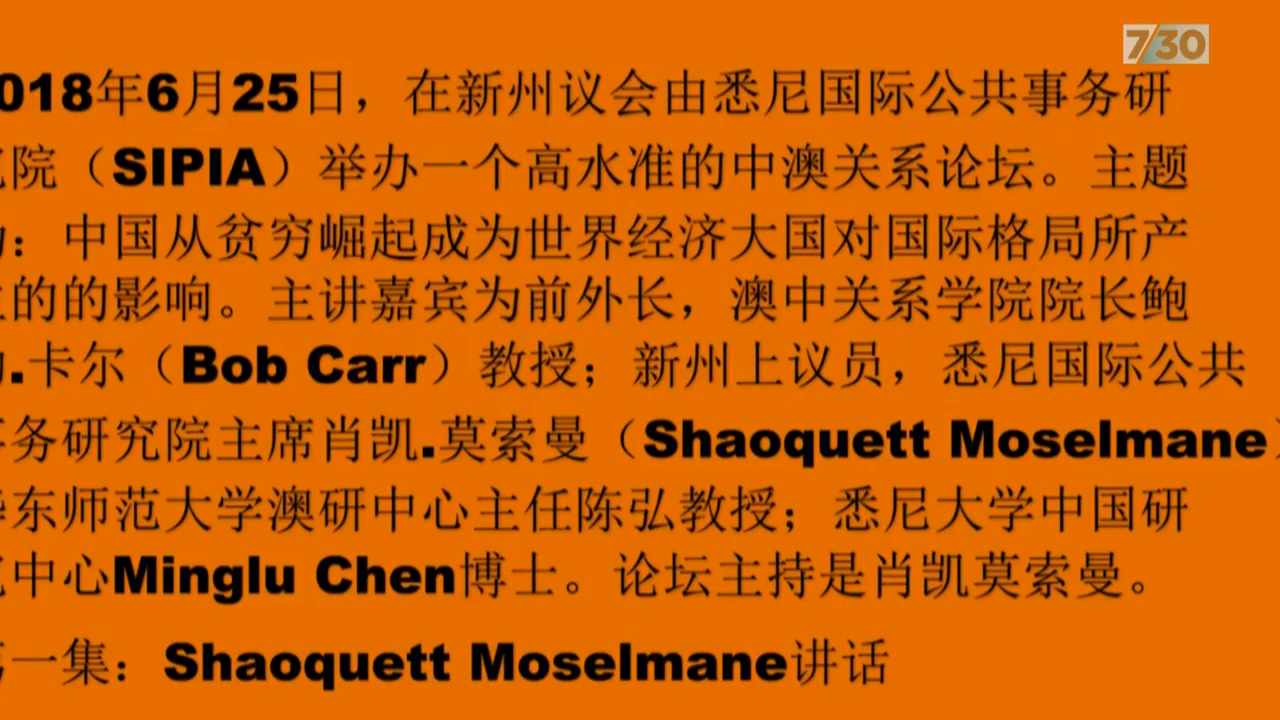 7/30
018年6月25日，在新州议会由悉尼国际公共事务研
院（SIPIA）举办一个高水准的中澳关系论坛。主题
：中国从贫穷崛起成为世界经济大国对国际格局所产
的的影响。主讲嘉宾为前外长，澳中关系学院院长鲍
.卡尔（Bob Carr）教授；新州上议员，悉尼国际公共
务研究院主席肖凯.莫索曼（Shaoquett Moselmane）
东师范大学澳研中心主任陈弘教授；悉尼大学中国研
中心Minglu Chen博士。论坛主持是肖凯莫索曼。
一集：Shaoquett Moselmane讲话